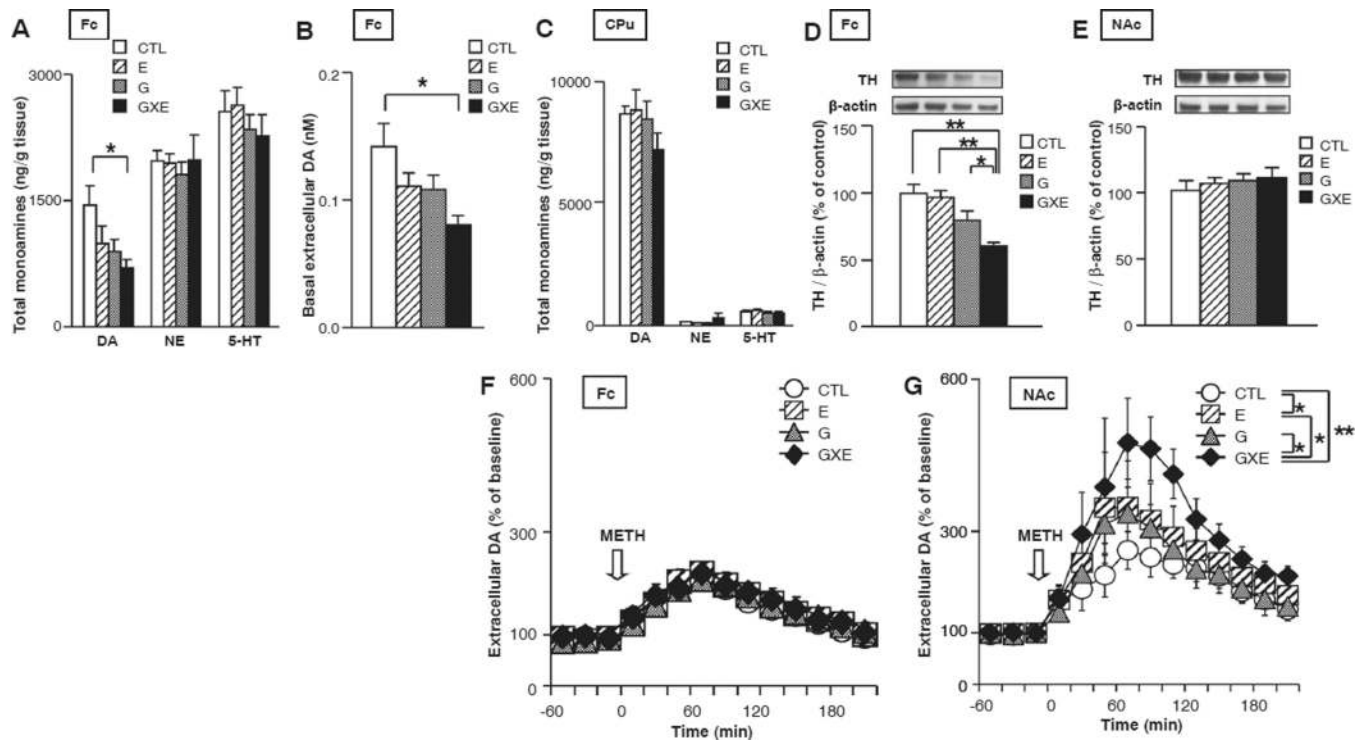 A
Fc
CTL
E
G
GXE
Total monoamines (ng/g tissue)
3000
1500
0
*
DA NE 5-HT
B
Fc
CTL
E
G
GXE
Basal extracellular DA (nM)
0.2
0.1
0.0
*
C
CPu
CTL
E
G
GXE
Total monoamines (ng/g tissue)
10000
5000
0
DA NE 5-HT
D
Fc
TH
β-actin
TH / β-actin (% of control)
150
100
50
0
**
**
*
CTL
E
G
GXE
E
NAc
TH
β-actin
TH / β-actin (% of control)
150
100
50
0
CTL
E
G
GXE
F
Fc
CTL
E
G
GXE
Extracellular DA (% of baseline)
600
300
100
0
METH
-60 0 60 120 180
Time (min)
G
NAc
CTL
E
G
GXE
*
*
*
**
Extracellular DA (% of baseline)
600
300
100
0
METH
-60 0 60 120 180
Time (min)